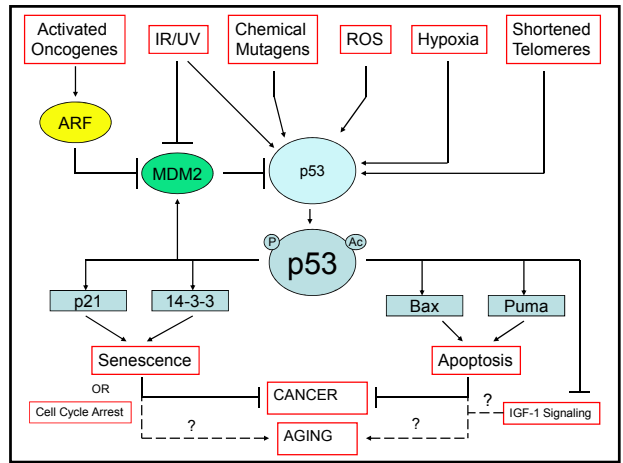 Activated
Oncogenes
IR/UV
Chemical
Mutagens
ROS
Hypoxia
Shortened
Telomeres
ARF
MDM2
p53
P
Ac
p53
p21
14-3-3
Bax
Puma
Senescence
Apoptosis
OR
Cell Cycle Arrest
CANCER
?
IGF-1 Signaling
?
?
AGING